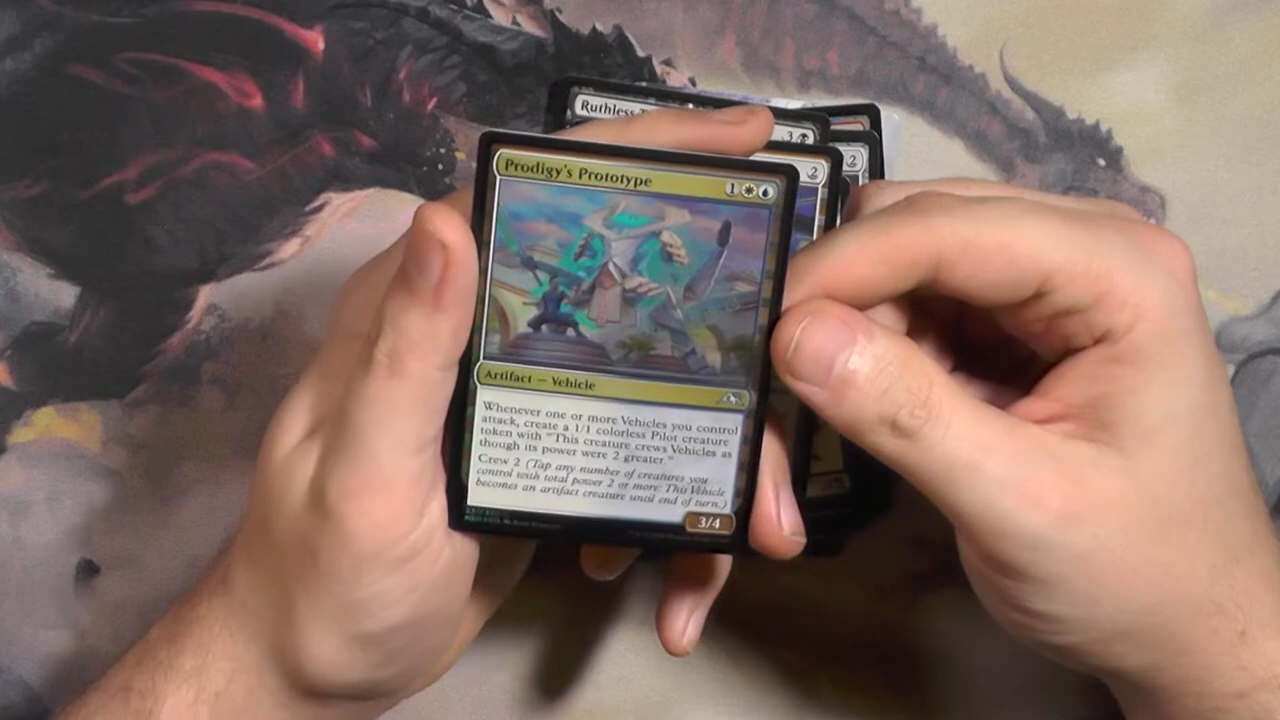 Ruthless
3
2
2
Prodigy's Prototype
1
Artifact — Vehicle
Whenever one or more Vehicles you control
attack, create a 1/1 colorless Pilot creature
token with "This creature crews Vehicles as
though its power were 2 greater."
Crew 2 (Tap any number of creatures you
control with total power 2 or more: This Vehicle
becomes an artifact creature until end of turn.)
3/4